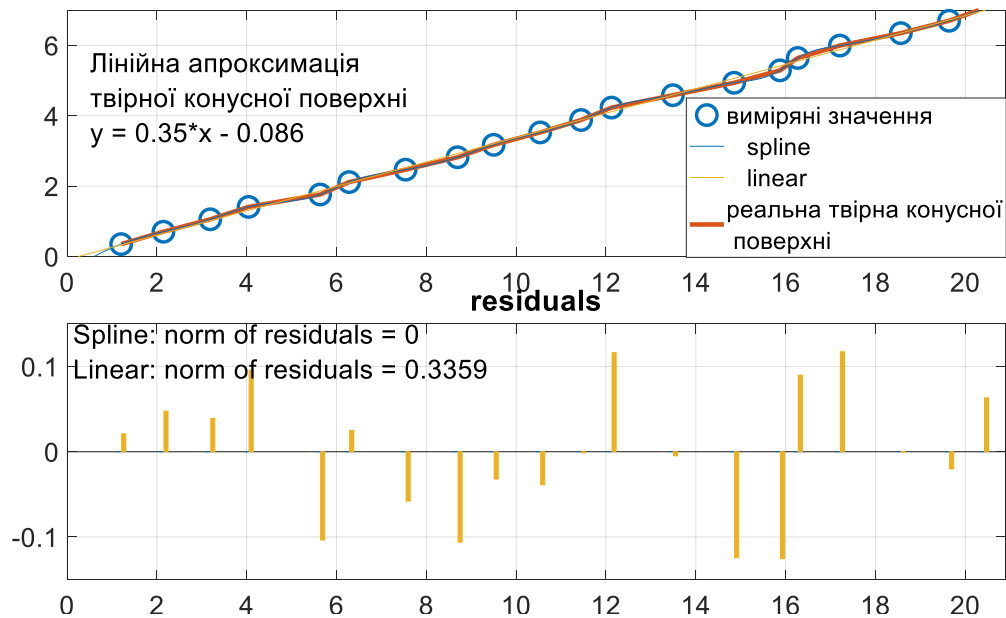 6
4
2
0
Лінійна апроксимація
твірної конусної поверхні
y = 0.35*x - 0.086
виміряні значення
spline
linear
реальна твірна конусної
поверхні
0 2 4 6 8 10 12 14 16 18 20
residuals
Spline: norm of residuals = 0
Linear: norm of residuals = 0.3359
0.1
0
-0.1
0 2 4 6 8 10 12 14 16 18 20